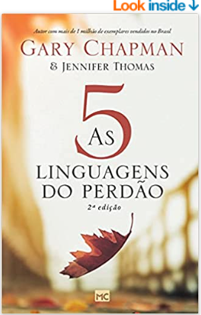 Look inside
Autor com mais de 1 milhão de exemplares vendidos no Brasil
GARY CHAPMAN
& JENNIFER THOMAS
AS
5
LINGUAGENS
DO PERDÃO
2ª edição
MC